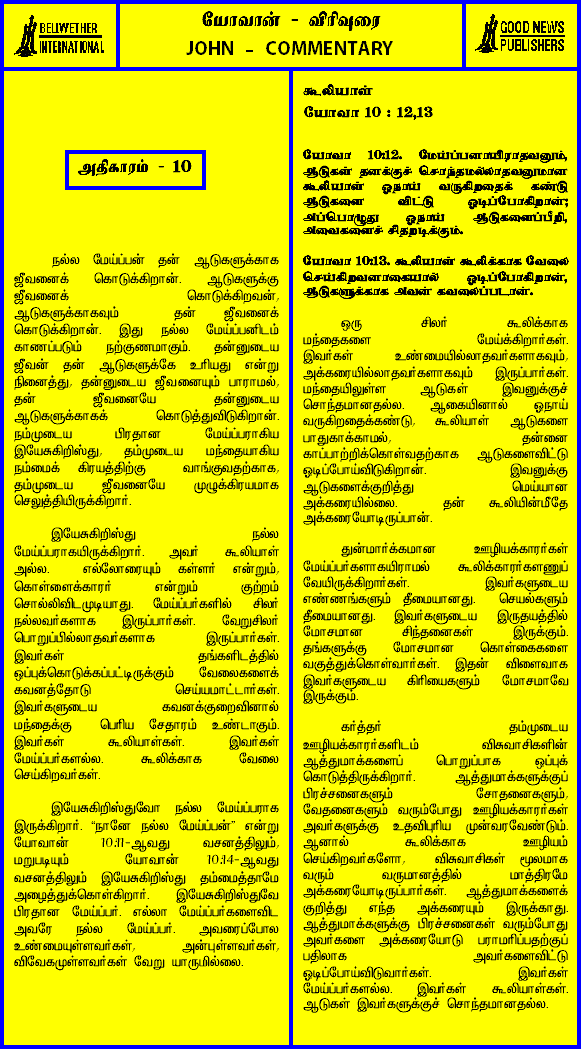 BELWETHER
INTERNATIONAL
யோவான் - விரிவுரை
JOHN - COMMENTARY
GOOD NEWS
PUBLISHERS
அதிகாரம் - 10
நல்ல மேய்ப்பன் தன் ஆடுகளுக்காக
ஜீவனைக் கொடுக்கிறான். ஆடுகளுக்கு
ஜீவனைக் கொடுக்கிறவன்,
ஆடுகளுக்காகவும் தன் ஜீவனைக்
கொடுக்கிறான். இது நல்ல மேய்ப்பனிடம்
காணப்படும் நற்குணமாகும். தன்னுடைய
ஜீவன் தன் ஆடுகளுக்கே உரியது என்று
நினைத்து, தன்னுடைய ஜீவனையும் பாராமல்,
தன் ஜீவனையே தன்னுடைய
ஆடுகளுக்காகக் கொடுத்துவிடுகிறான்.
நம்முடைய பிரதான மேய்ப்பராகிய
இயேசுகிறிஸ்து, தம்முடைய மந்தையாகிய
நம்மைக் கிரயத்திற்கு வாங்குவதற்காக,
தம்முடைய ஜீவனையே முழுக்கிரயமாக
செலுத்தியிருக்கிறார்.
இயேசுகிறிஸ்து நல்ல
மேய்ப்பராகயிருக்கிறார். அவர் கூலியாள்
அல்ல. எல்லோரையும் கள்ளர் என்றும்,
கொள்ளைக்காரர் என்றும் குற்றம்
சொல்லிவிடமுடியாது. மேய்ப்பர்களில் சிலர்
நல்லவர்களாக இருப்பார்கள். வேறுசிலர்
பொறுப்பில்லாதவர்களாக இருப்பார்கள்.
இவர்கள் தங்களிடத்தில்
ஒப்புக்கொடுக்கப்பட்டிருக்கும் வேலைகளைக்
கவனத்தோடு செய்யமாட்டார்கள்.
இவர்களுடைய கவனக்குறைவினால்
மந்தைக்கு பெரிய சேதாரம் உண்டாகும்.
இவர்கள் கூலியாள்கள். இவர்கள்
மேய்ப்பர்களல்ல. கூலிக்காக வேலை
செய்கிறவர்கள்.
இயேசுகிறிஸ்துவோ நல்ல மேய்ப்பராக
இருக்கிறார். “நானே நல்ல மேய்ப்பன்” என்று
யோவான் 10:11-ஆவது வசனத்திலும்,
மறுபடியும் யோவான் 10:14-ஆவது
வசனத்திலும் இயேசுகிறிஸ்து தம்மைத்தாமே
அழைத்துக்கொள்கிறார். இயேசுகிறிஸ்துவே
பிரதான மேய்ப்பர். எல்லா மேய்ப்பர்களைவிட
அவரே நல்ல மேய்ப்பர். அவரைப்போல
உண்மையுள்ளவர்கள், அன்புள்ளவர்கள்,
விவேகமுள்ளவர்கள் வேறு யாருமில்லை.
கூலியாள்
யோவா 10 : 12,13
யோவா 10:12. மேய்ப்பனாயிராதவனும்,
ஆடுகள் தனக்குச் சொந்தமல்லாதவனுமான
கூலியாள் ஓநாய் வருகிறதைக் கண்டு
ஆடுகளை விட்டு ஓடிப்போகிறான்;
அப்பொழுது ஓநாய் ஆடுகளைப்பீறி,
அவைகளைச் சிதறடிக்கும்.
யோவா 10:13. கூலியாள் கூலிக்காக வேலை
செய்கிறவனாகையால் ஓடிப்போகிறான்,
ஆடுகளுக்காக அவன் கவலைப்படான்.
ஒரு சிலர் கூலிக்காக
மந்தைகளை மேய்க்கிறார்கள்.
இவர்கள் உண்மையில்லாதவர்களாகவும்,
அக்கரையில்லாதவர்களாகவும் இருப்பார்கள்.
மந்தையிலுள்ள ஆடுகள் இவனுக்குச்
சொந்தமானதல்ல. ஆகையினால் ஓநாய்
வருகிறதைக்கண்டு, கூலியாள் ஆடுகளை
பாதுகாக்காமல், தன்னை
காப்பாற்றிக்கொள்வதற்காக ஆடுகளைவிட்டு
ஓடிப்போய்விடுகிறான். இவனுக்கு
ஆடுகளைக்குறித்து மெய்யான
அக்கரையில்லை. தன் கூலியின்மீதே
அக்கரையோடிருப்பான்.
துன்மார்க்கமான ஊழியக்காரர்கள்
மேய்ப்பர்களாகயிராமல் கூலிக்காரர்களணுப்
வேயிருக்கிறார்கள். இவர்களுடைய
எண்ணங்களும் தீமையானது. செயல்களும்
தீமையானது. இவர்களுடைய இருதயத்தில்
மோசமான சிந்தனைகள் இருக்கும்.
தங்களுக்கு மோசமான கொள்கைகளை
வகுத்துக்கொள்வார்கள். இதன் விளைவாக
இவர்களுடைய கிரியைகளும் மோசமாவே
இருக்கும்.
கர்த்தர் தம்முடைய
ஊழியக்காரர்களிடம் விசுவாசிகளின்
ஆத்துமாக்களைப் பொறுப்பாக ஒப்புக்
கொடுத்திருக்கிறார். ஆத்துமாக்களுக்குப்
பிரச்சனைகளும் சோதனைகளும்,
வேதனைகளும் வரும்போது ஊழியக்காரர்கள்
அவர்களுக்கு உதவிபுரிய முன்வரவேண்டும்.
ஆனால் கூலிக்காக ஊழியம்
செய்கிறவர்களோ, விசுவாசிகள் மூலமாக
வரும் வருமானத்தில் மாத்திரமே
அக்கரையோடிருப்பார்கள். ஆத்துமாக்களைக்
குறித்து எந்த அக்கரையும் இருக்காது.
ஆத்துமாக்களுக்கு பிரச்சனைகள் வரும்போது
அவர்களை அக்கரையோடு பராமரிப்பதற்குப்
பதிலாக அவர்களைவிட்டு
ஓடிப்போய்விடுவார்கள். இவர்கள்
மேய்ப்பர்களல்ல. இவர்கள் கூலியாள்கள்.
ஆடுகள் இவர்களுக்குச் சொந்தமானதல்ல.